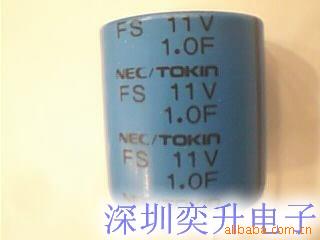 FS 11V
1.0F
NEC/TOKIN
FS 11V
1.0F
NEC/TOKIN
FS 11V
1.0F
深圳奕升电子
alibaba.com.cn